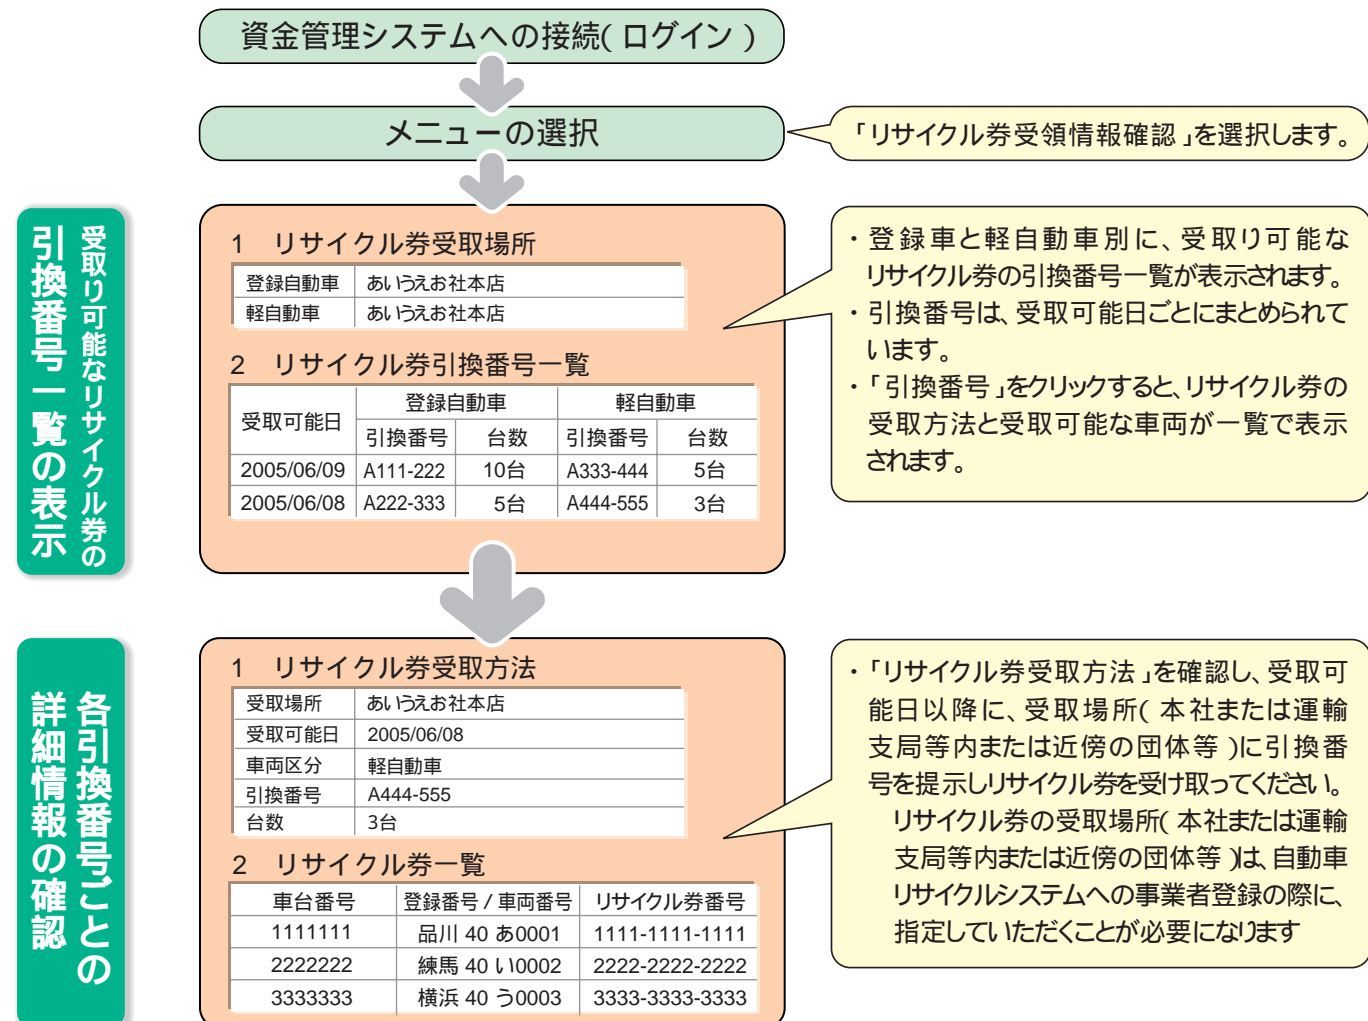 資金管理システムへの接続(ログイン)
メニューの選択
「リサイクル券受領情報確認」を選択します。
受取り可能なリサイクル券の
引換番号一覧の表示
1 リサイクル券受取場所
登録自動車 あいうえお社本店
軽自動車 あいうえお社本店
2 リサイクル券引換番号一覧
受取可能日 登録自動車 軽自動車
引換番号 台数 引換番号 台数
2005/06/09 A111-222 10台 A333-444 5台
2005/06/08 A222-333 5台 A444-555 3台
・登録車と軽自動車別に、受取り可能な
リサイクル券の引換番号一覧が表示されます。
・引換番号は、受取可能日ごとにまとめられて
います。
・「引換番号」をクリックすると、リサイクル券の
受取方法と受取可能な車両が一覧で表示
されます。
各引換番号ごとの
詳細情報の確認
1 リサイクル券受取方法
受取場所 あいうえお社本店
受取可能日 2005/06/08
車両区分 軽自動車
引換番号 A444-555
台数 3台
2 リサイクル券一覧
車台番号 登録番号/車両番号 リサイクル券番号
1111111 品川 40 あ0001 1111-1111-1111
2222222 練馬 40 い0002 2222-2222-2222
3333333 横浜 40 う0003 3333-3333-3333
・「リサイクル券受取方法」を確認し、受取可
能日以降に、受取場所(本社または運輸
支局等内または近傍の団体等)に引換番
号を提示しリサイクル券を受け取ってください。
リサイクル券の受取場所(本社または運輸
支局等内または近傍の団体等)は、自動車
リサイクルシステムへの事業者登録の際に、
指定していただくことが必要になります